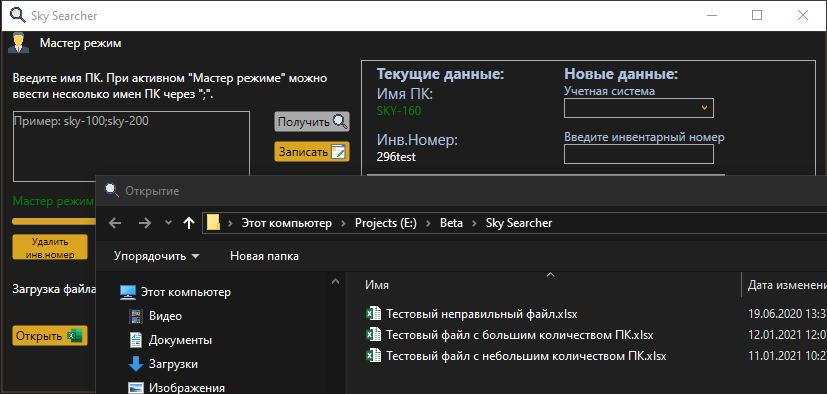 Sky Searcher
Мастер режим
Введите имя ПК. При активном "Мастер режиме" можно
ввести несколько имен ПК через ";".
Пример: sky-100;sky-200
Получить
Записать
Текущие данные:
Имя ПК:
SKY-160
Инв.Номер:
296test
Новые данные:
Учетная система
Введите инвентарный номер
Мастер режим
Удалить
инв.номер
Загрузка файла
Открыть
Открытие
Этот компьютер > Projects (E:) > Beta > Sky Searcher
Упорядочить
Новая папка
Этот компьютер
Видео
Документы
Загрузки
Изображения
Имя
Дата изменени
Тестовый неправильный файл.xlsx
19.06.2020 13:3
Тестовый файл с большим количеством ПК.xlsx
12.01.2021 12:0
Тестовый файл с небольшим количеством ПК.xlsx
11.01.2021 10:2